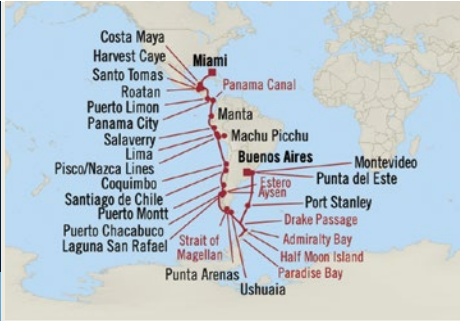 Costa Maya
Harvest Caye
Miami
Santo Tomas
Panama Canal
Roatan
Puerto Limon
Manta
Panama City
Machu Picchu
Salaverry
Lima
Buenos Aires
Montevideo
Pisco/Nazca Lines
Punta del Este
Coquimbo
Estero
Aysen
Santiago de Chile
Port Stanley
Puerto Montt
Drake Passage
Puerto Chacabuco
Admiralty Bay
Laguna San Rafael
Strait of
Magellan
Half Moon Island
Punta Arenas
Paradise Bay
Ushuaia